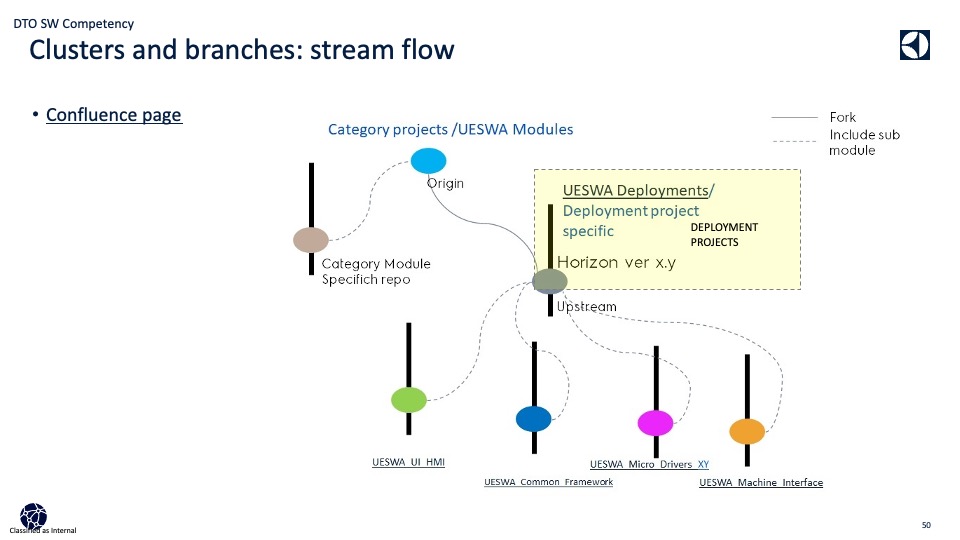 DTO SW Competency
Clusters and branches: stream flow
• Confluence page
Category projects /UESWA Modules
Fork
Include sub
module
Origin
UESWA Deployments/
Deployment project
specific
DEPLOYMENT
PROJECTS
Horizon ver x.y
Category Module
Specifich repo
Upstream
UESWA_UI_HMI
UESWA_Common_Framework
UESWA_Micro_Drivers_XY
UESWA_Machine_Interface
Classified as Internal
50